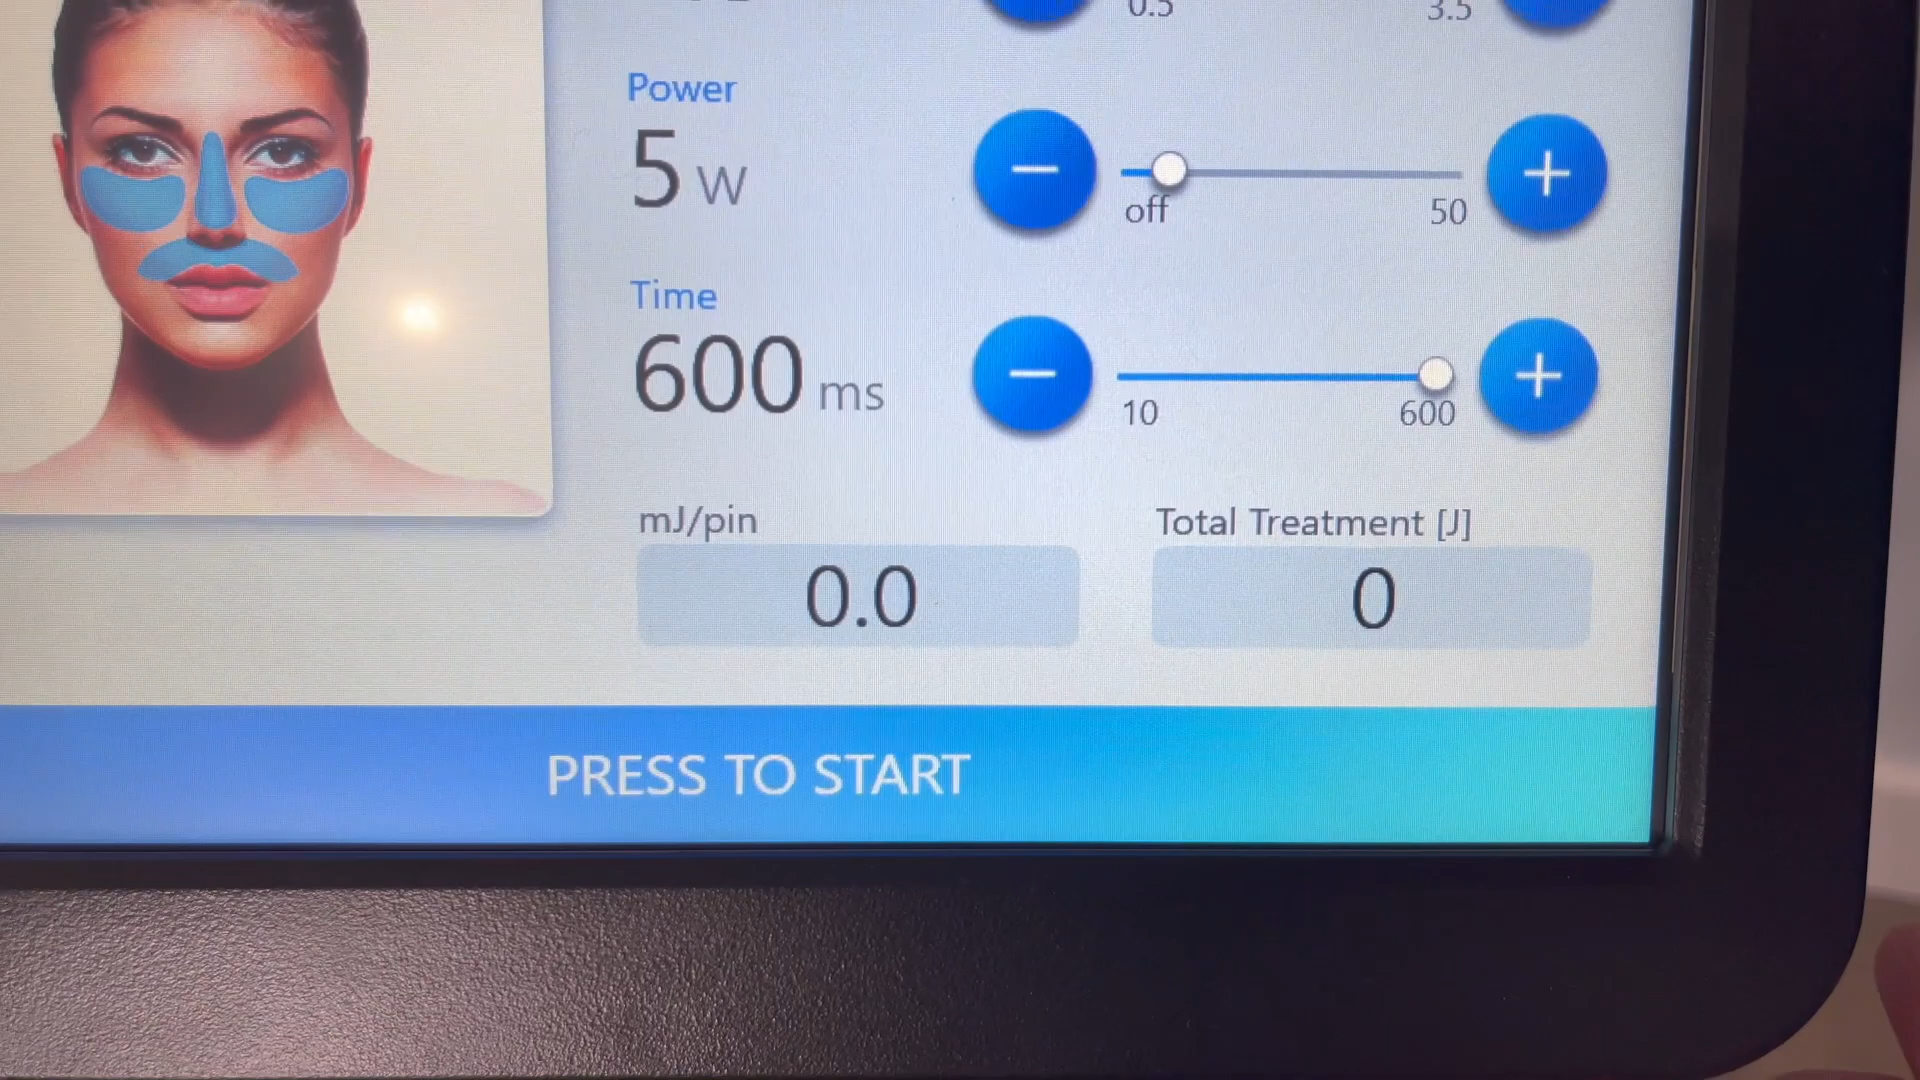 0.5
3.5
Power
5 W
off
50
Time
600 ms
10
600
mJ/pin
Total Treatment [J]
0.0
0
PRESS TO START